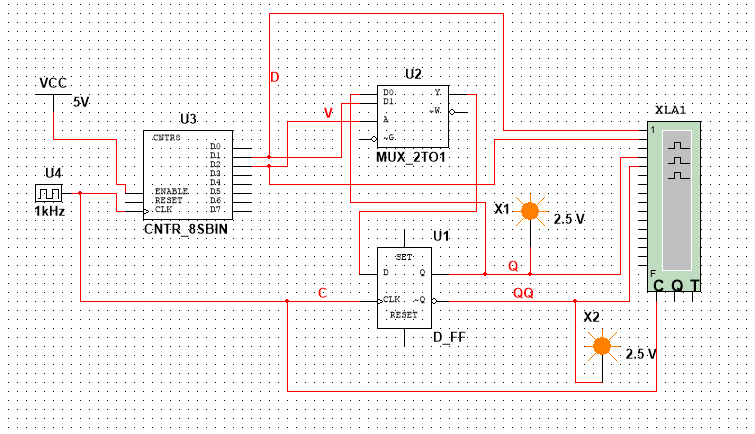 VCC
5V
U4
1kHz
U3
CNTR8
D0
D1
D2
D3
D4
ENABLE D5
RESET D6
CLK D7
CNTR_8SBIN
D
V
U2
D0. Y.
D1.
A ~W.
~G.
MUX_2TO1
XLA1
1
F
C Q T
X1
2.5 V
U1
SET
D Q
CLK ~Q
RESET
D_FF
C
Q
QQ
X2
2.5 V